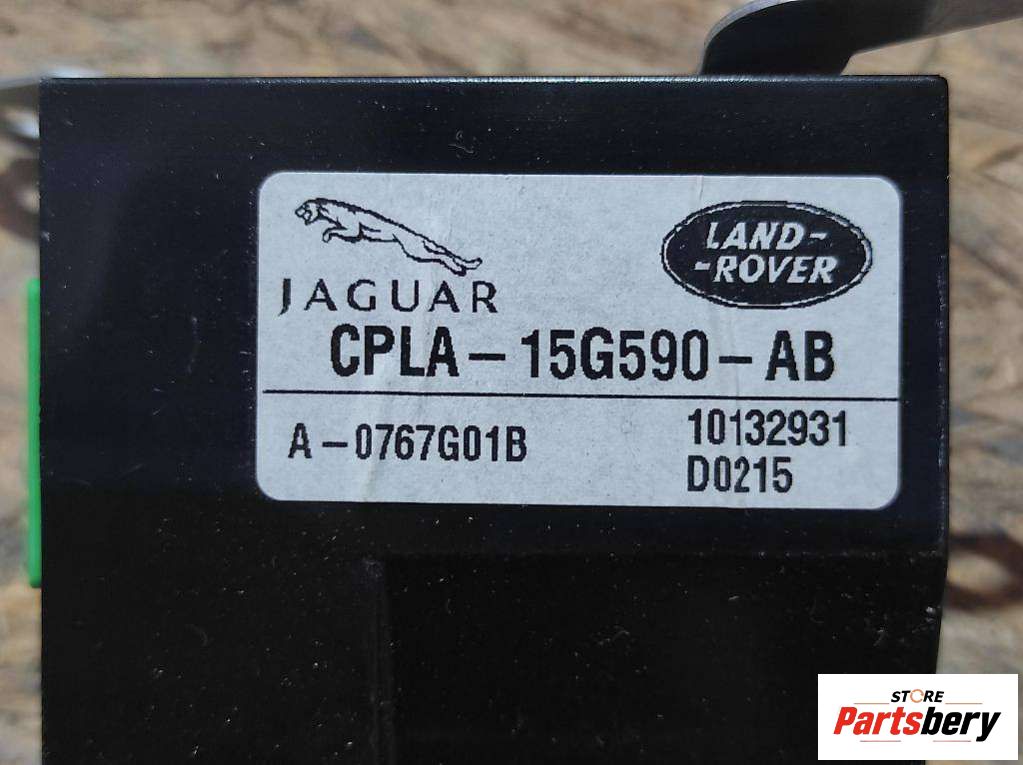 JAGUAR
LAND-
-ROVER
CPLA-15G590-AB
A-0767G01B
10132931
D0215
STORE
Partsbery